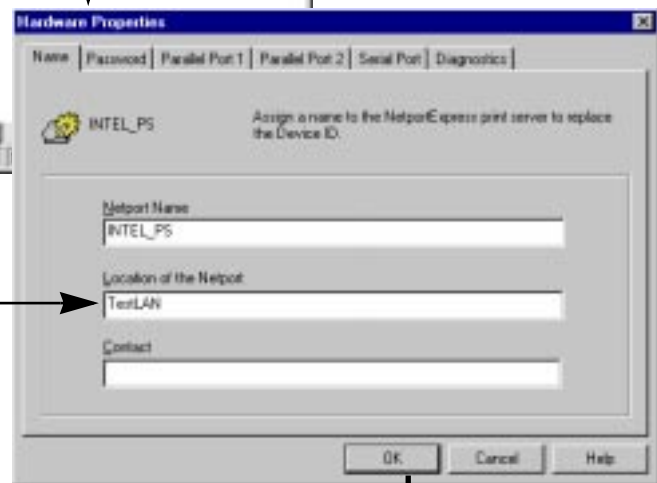 Hardware Properties
Name Password Parallel Port 1 Parallel Port 2 Serial Port Diagnostics
INTEL_PS
Assign a name to the NetportExpress print server to replace
the Device ID.
Netport Name
INTEL_PS
Location of the Netport
TestLAN
Contact
OK Cancel Help